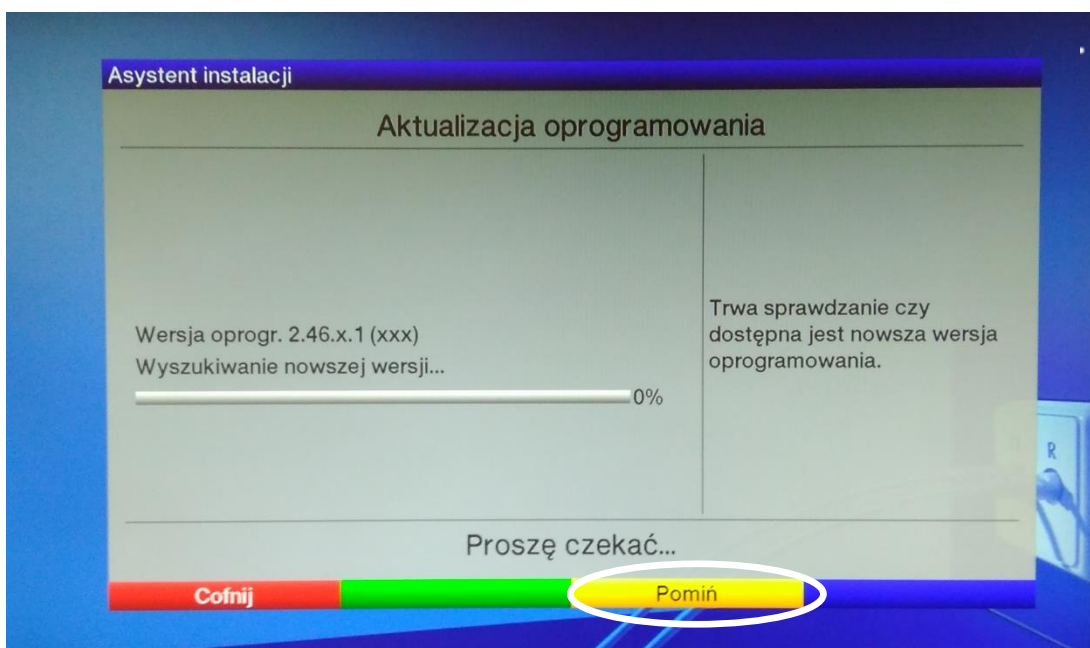 Asystent instalacji
Aktualizacja oprogramowania
Wersja oprogr. 2.46.x.1 (xxx)
Wyszukiwanie nowszej wersji...
0%
Trwa sprawdzanie czy
dostępna jest nowsza wersja
oprogramowania.
R
Proszę czekać...
Cofnij
Pomiń